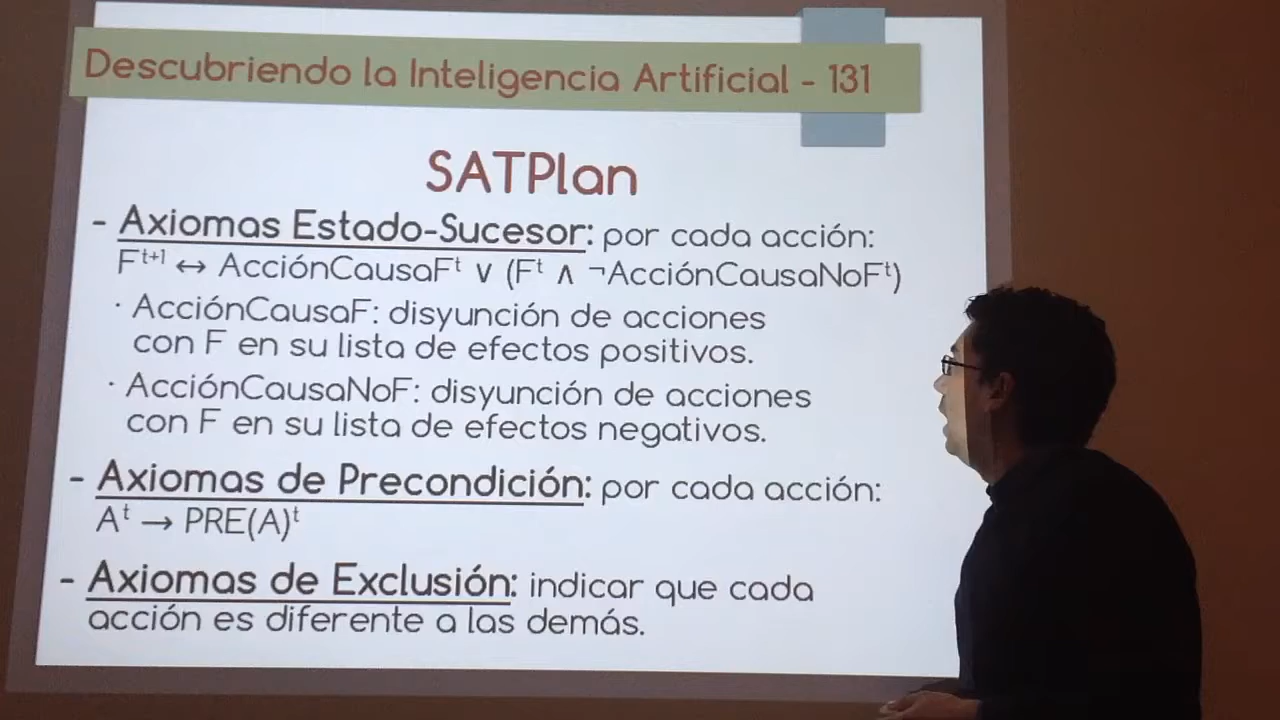 Descubriendo la Inteligencia Artificial - 131
SATPlan
- Axiomas Estado-Sucesor: por cada acción:
Fᵗ⁺¹ ↔ AcciónCausaFᵗ ∨ (Fᵗ ∧ ¬AcciónCausaNoFᵗ)
· AcciónCausaF: disyunción de acciones
con F en su lista de efectos positivos.
· AcciónCausaNoF: disyunción de acciones
con F en su lista de efectos negativos.
- Axiomas de Precondición: por cada acción:
Aᵗ → PRE(A)ᵗ
- Axiomas de Exclusión: indicar que cada
acción es diferente a las demás.